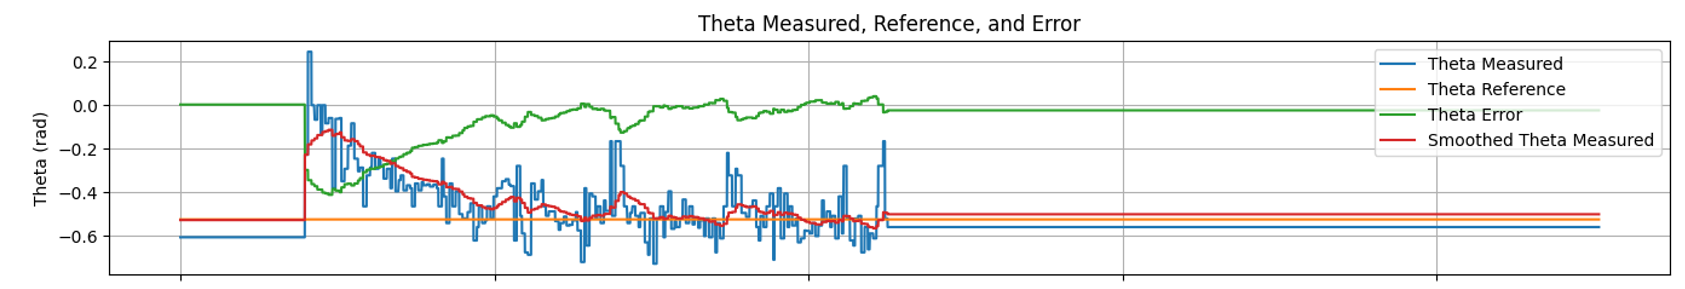 Theta Measured, Reference, and Error
Theta (rad)
0.2
0.0
−0.2
−0.4
−0.6
Theta Measured
Theta Reference
Theta Error
Smoothed Theta Measured